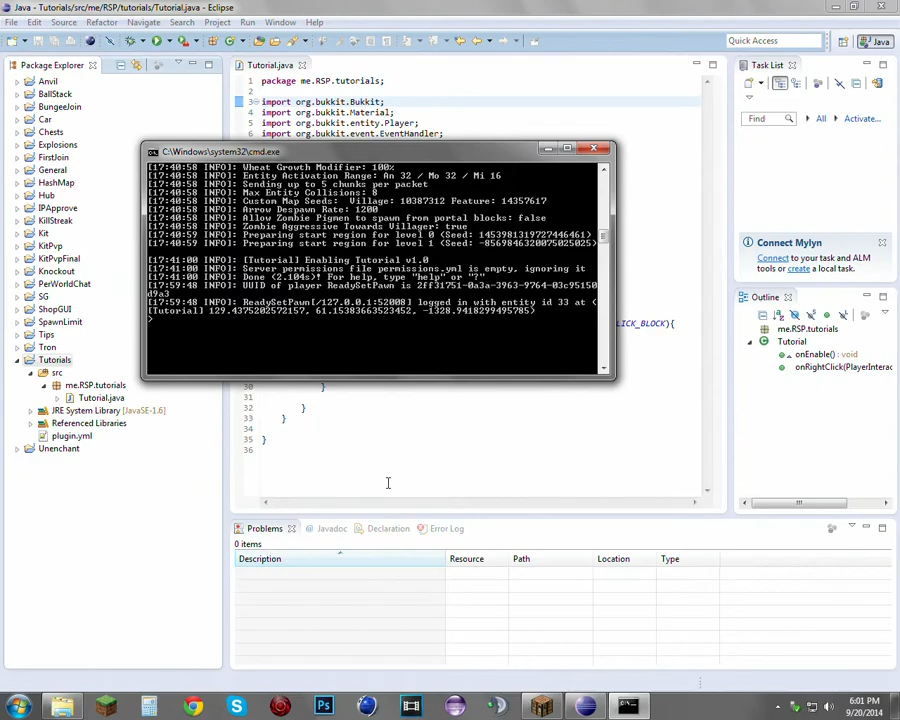 Java - Tutorials/src/me/RSP/tutorials/Tutorial.java - Eclipse
File Edit Source Refactor Navigate Search Project Run Window Help
Quick Access
Java
Package Explorer
Anvil
BallStack
BungeeJoin
Car
Chests
Explosions
FirstJoin
General
HashMap
Hub
IPApprove
KillStreak
Kit
KitPvp
KitPvpFinal
Knockout
PerWorldChat
SG
ShopGUI
SpawnLimit
Tips
Tron
Tutorials
src
me.RSP.tutorials
Tutorial.java
JRE System Library [JavaSE-1.6]
Referenced Libraries
plugin.yml
Unenchant
Tutorial.java
1 package me.RSP.tutorials;
2
3 import org.bukkit.Bukkit;
4 import org.bukkit.Material;
5 import org.bukkit.entity.Player;
6 import org.bukkit.event.EventHandler;
C:\Windows\system32\cmd.exe
[17:40:58 INFO]: Wheat Growth Modifier: 100%
[17:40:58 INFO]: Entity Activation Range: An 32 / Mo 32 / Mi 16
[17:40:58 INFO]: Sending up to 5 chunks per packet
[17:40:58 INFO]: Max Entity Collisions: 8
[17:40:58 INFO]: Custom Map Seeds:  Village: 10387312 Feature: 14357617
[17:40:58 INFO]: Arrow Despawn Rate: 1200
[17:40:58 INFO]: Allow Zombie Pigmen to spawn from portal blocks: false
[17:40:58 INFO]: Zombie Aggressive Towards Villager: true
[17:40:59 INFO]: Preparing start region for level 0 (Seed: 1453981319727446461)
[17:40:59 INFO]: Preparing start region for level 1 (Seed: -8569846320075025025)
[17:41:00 INFO]: [Tutorial] Enabling Tutorial v1.0
[17:41:00 INFO]: Server permissions file permissions.yml is empty, ignoring it
[17:41:00 INFO]: Done (2.104s)! For help, type "help" or "?"
[17:59:48 INFO]: UUID of player ReadySetPawn is 2ff31751-0a3a-3963-9764-03c95150
d9a3
[17:59:48 INFO]: ReadySetPawn[/127.0.0.1:52008] logged in with entity id 33 at (
[Tutorial] 129.4375202572157, 61.15383663523452, -1328.9418299495785)
>
LICK_BLOCK){
30 }
31
32 }
33 }
34
35 }
36
Task List
Find All Activate...
Connect Mylyn
Connect to your task and ALM
tools or create a local task.
Outline
me.RSP.tutorials
Tutorial
onEnable() : void
onRightClick(PlayerInterac
Problems Javadoc Declaration Error Log
0 items
Description Resource Path Location Type
Ps
6:01 PM
9/20/2014